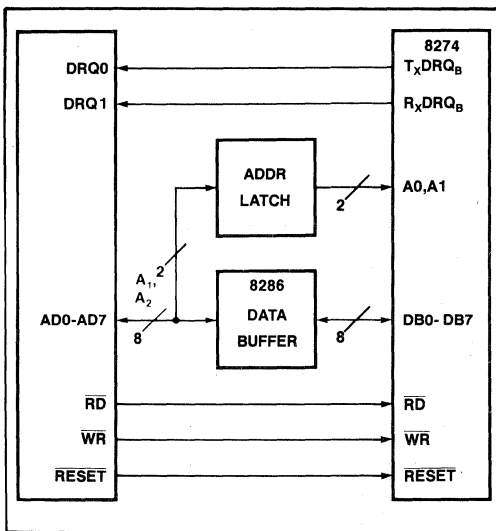 8274
DRQ0
TXDRQB
DRQ1
RXDRQB
ADDR
LATCH
2
A0,A1
A1, 2
A2
8286
DATA
BUFFER
AD0-AD7
8
8
DB0- DB7
RD
RD
WR
WR
RESET
RESET